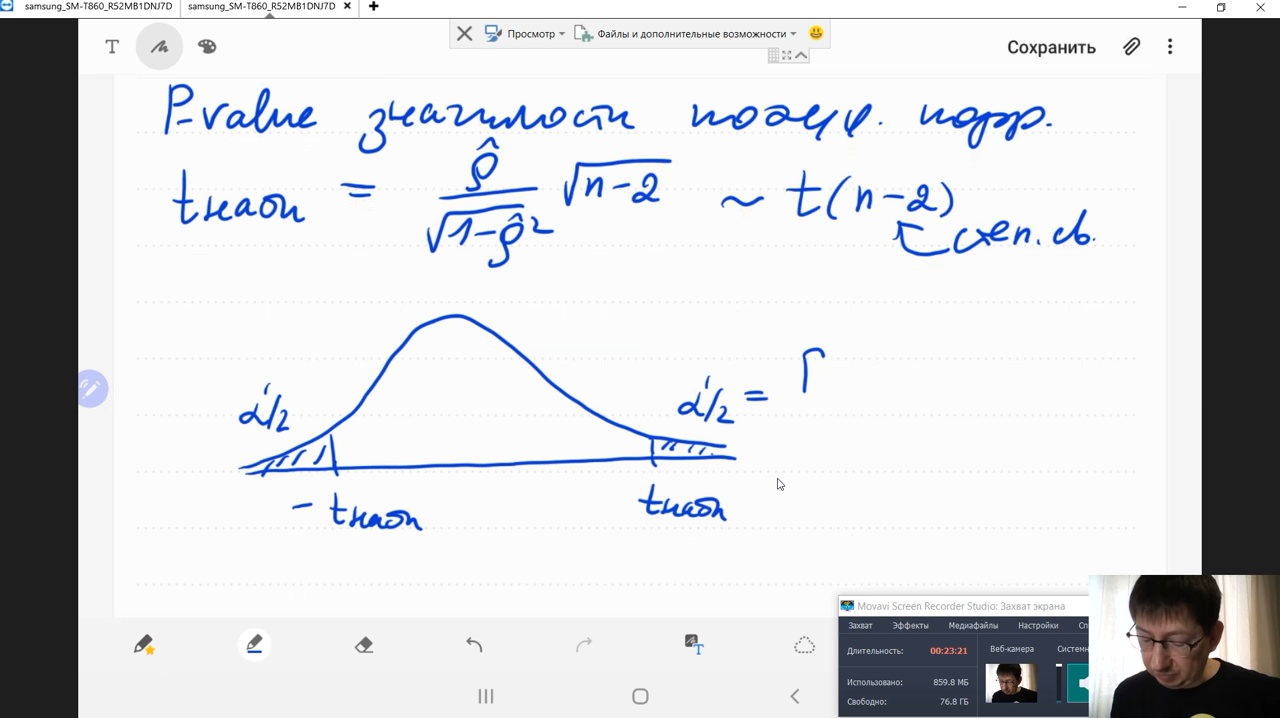 samsung_SM-T860_R52MB1DNJ7D samsung_SM-T860_R52MB1DNJ7D
Просмотр Файлы и дополнительные возможности
T Сохранить
P-value значимости коэфф. корр.
tнабл = ρ̂ / √(1-ρ̂²) √(n-2) ~ t(n-2)
степ. св.
α'/2 α'/2 =
- tнабл tнабл
Movavi Screen Recorder Studio: Захват экрана
Захват Эффекты Медиафайлы Настройки
Длительность: 00:23:21 Веб-камера
Использовано: 859.8 МБ
Свободно: 76.8 ГБ